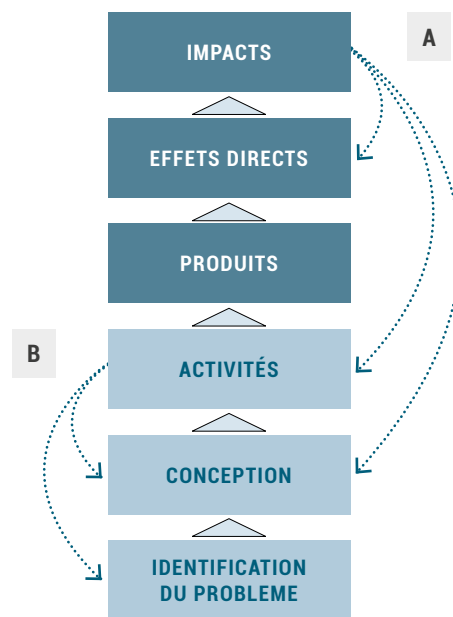 IMPACTS
A
EFFETS DIRECTS
PRODUITS
B
ACTIVITÉS
CONCEPTION
IDENTIFICATION
DU PROBLEME